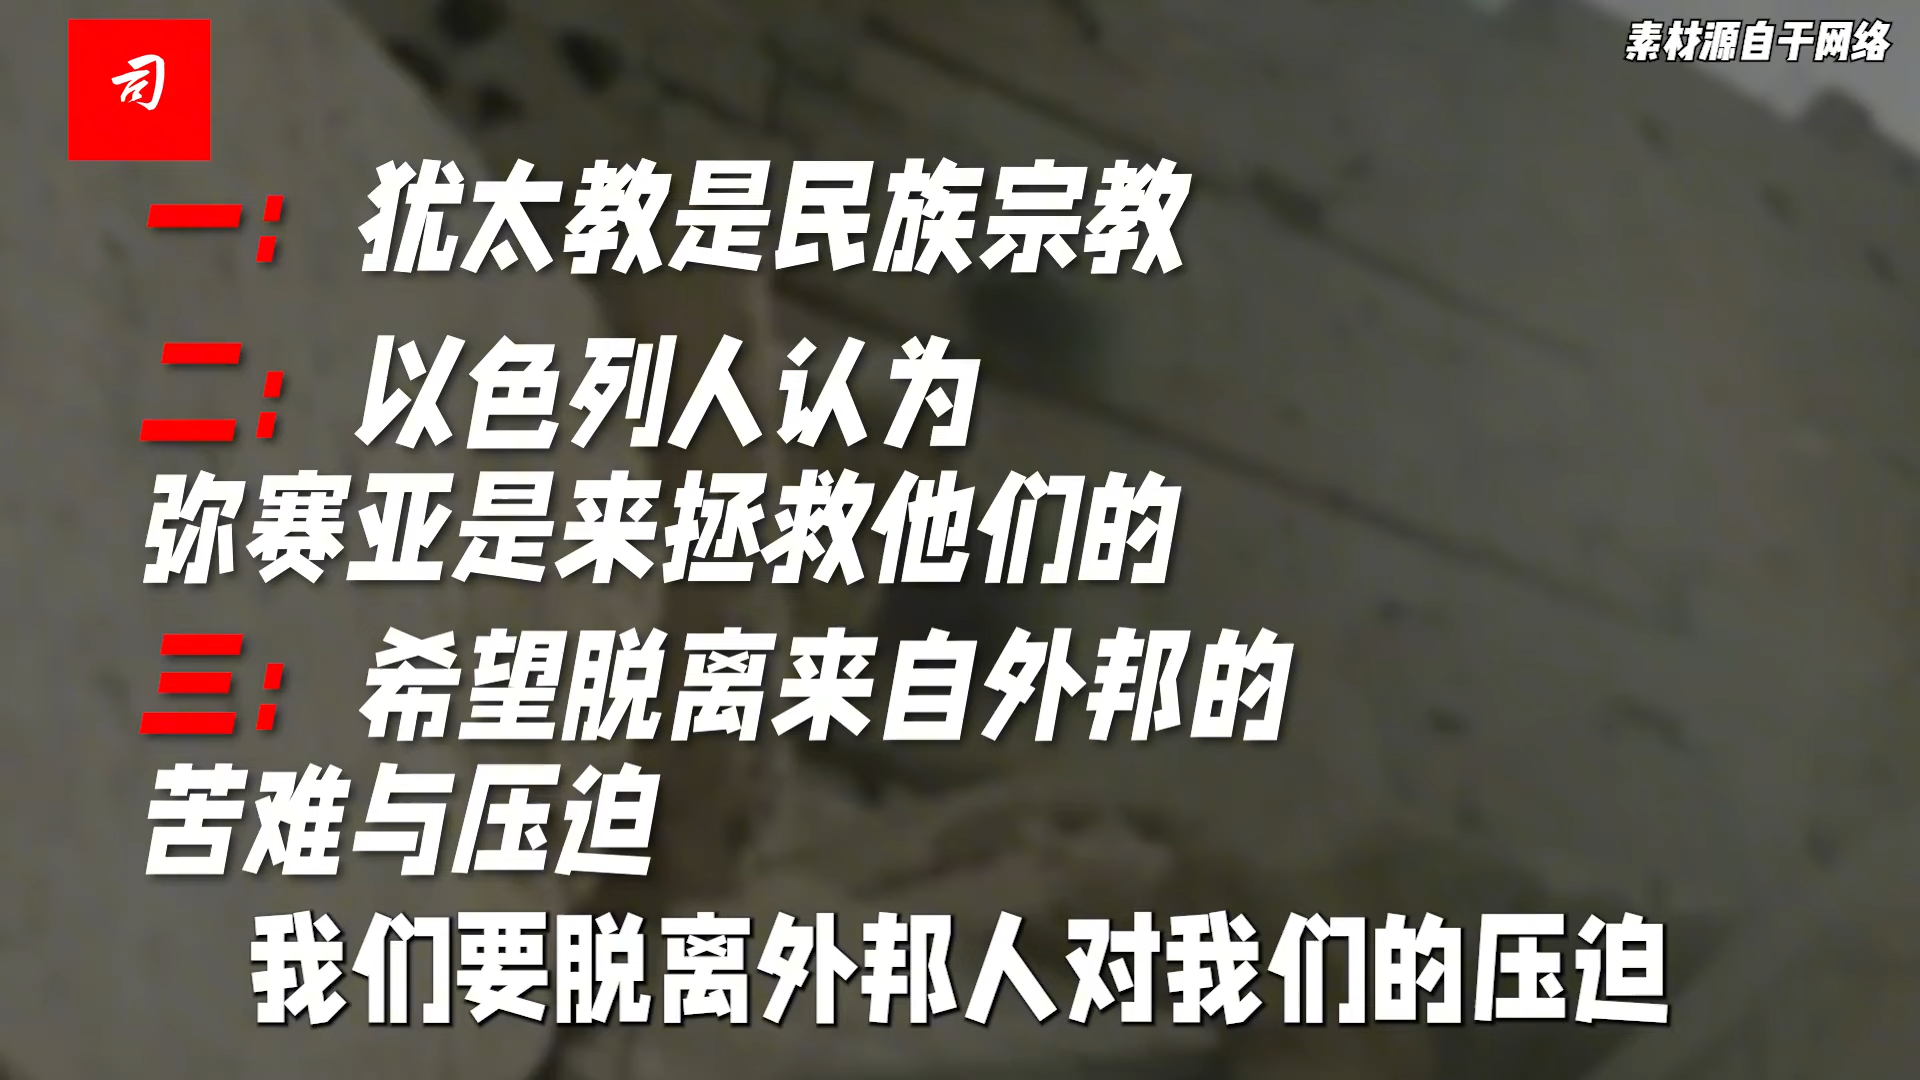 司
素材源自于网络
一：犹太教是民族宗教
二：以色列人认为
弥赛亚是来拯救他们的
三：希望脱离来自外邦的
苦难与压迫
我们要脱离外邦人对我们的压迫